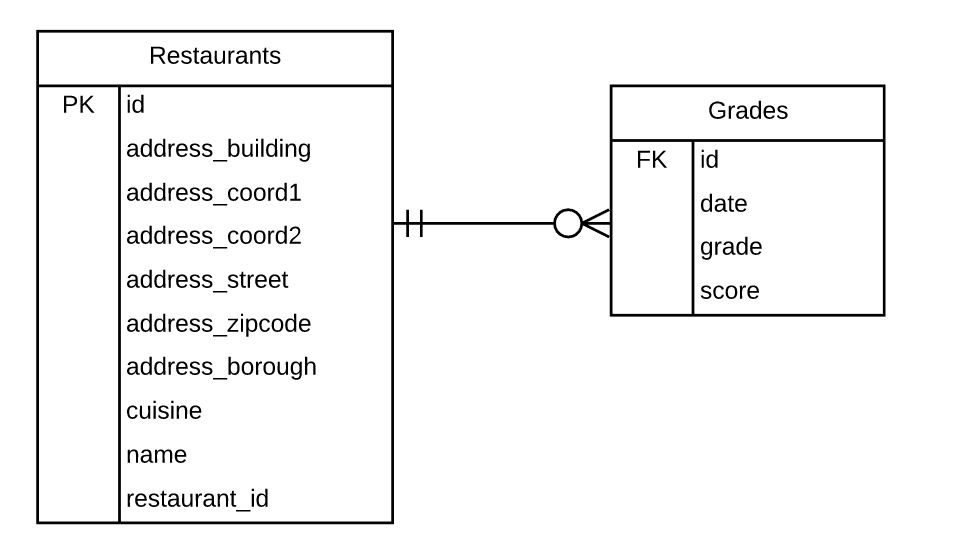 Restaurants
PK id
address_building
address_coord1
address_coord2
address_street
address_zipcode
address_borough
cuisine
name
restaurant_id
Grades
FK id
date
grade
score